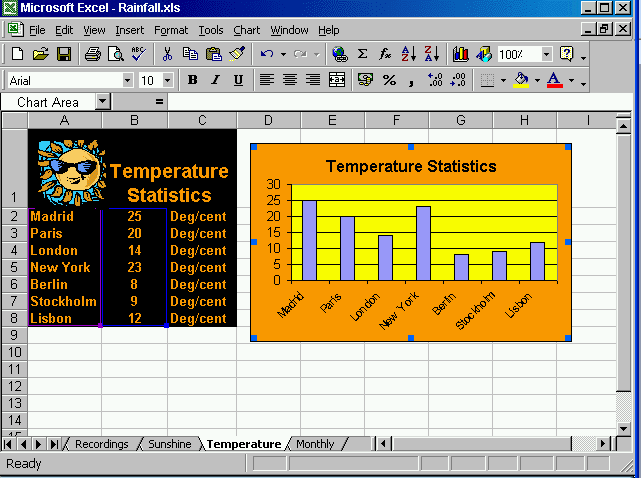 Microsoft Excel - Rainfall.xls
File Edit View Insert Format Tools Chart Window Help
100%
Arial 10 B I U
Chart Area =
A B C D E F G H I
1 Temperature
Statistics
2 Madrid 25 Deg/cent
3 Paris 20 Deg/cent
4 London 14 Deg/cent
5 New York 23 Deg/cent
6 Berlin 8 Deg/cent
7 Stockholm 9 Deg/cent
8 Lisbon 12 Deg/cent
9
10
11
12
13
14
Temperature Statistics
30
25
20
15
10
5
0
Madrid Paris London New York Berlin Stockholm Lisbon
Recordings Sunshine Temperature Monthly
Ready